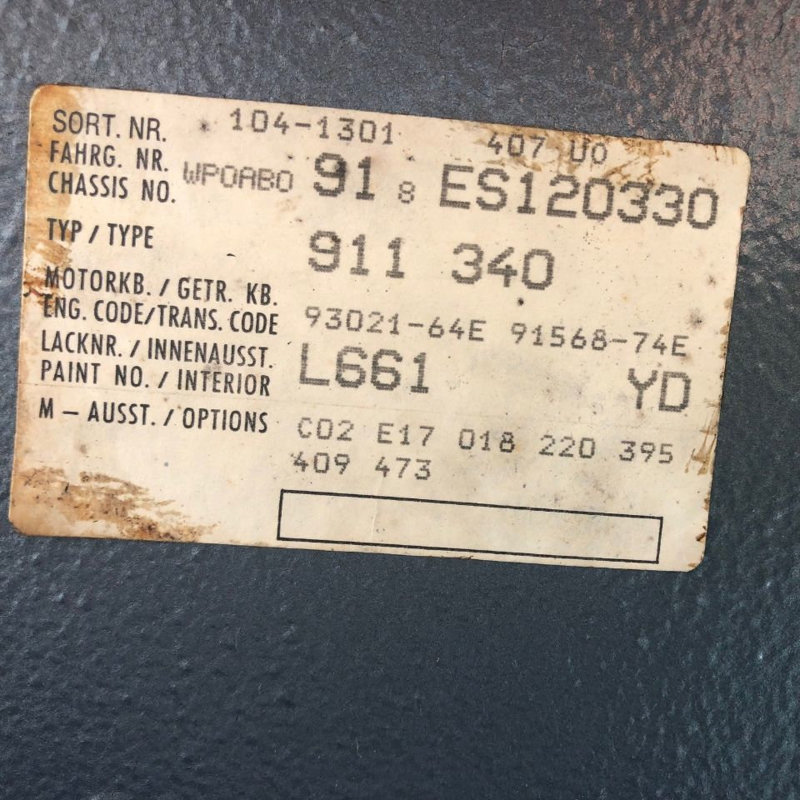 SORT. NR. 104-1301 407 U0
FAHRG. NR.
CHASSIS NO. WP0AB0 91 8 ES120330
TYP / TYPE 911 340
MOTORKB. / GETR. KB.
ENG. CODE/TRANS. CODE 93021-64E 91568-74E
LACKNR. / INNENAUSST.
PAINT NO. / INTERIOR L661 YD
M – AUSST. / OPTIONS C02 E17 018 220 395
409 473